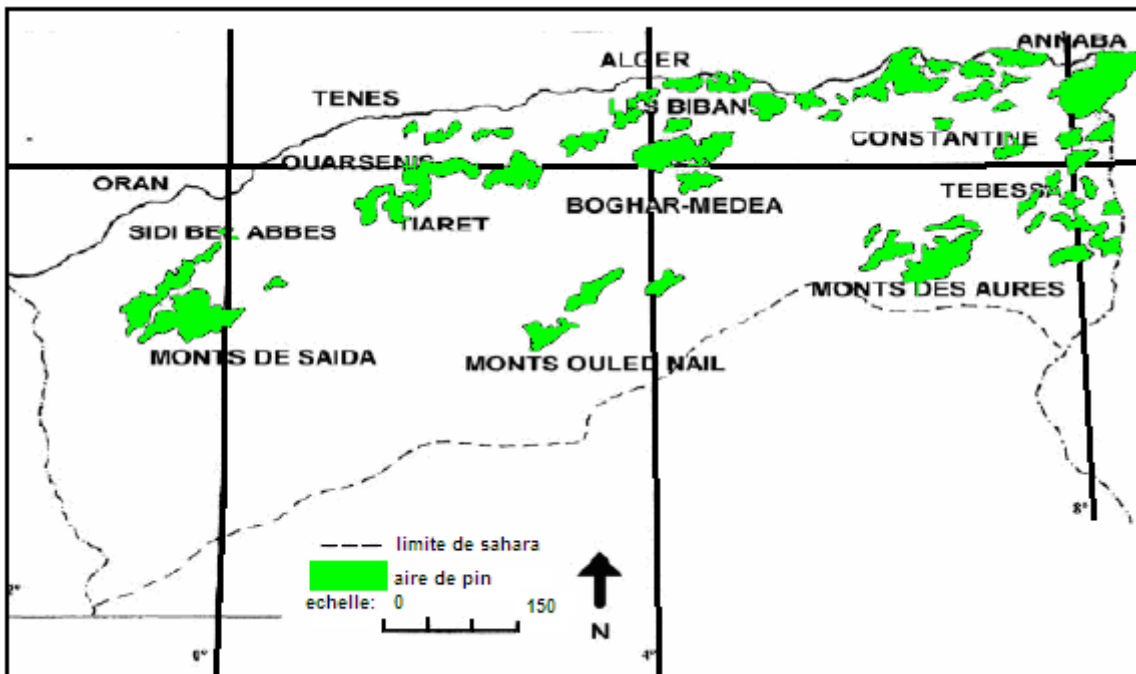 ANNABA
ALGER
TENES
LES BIBANS
CONSTANTINE
OUARSENIS
ORAN
TEBESSA
BOGHAR-MEDEA
TIARET
SIDI BEL ABBES
MONTS DES AURES
MONTS DE SAIDA
MONTS OULED NAIL
8°
limite de sahara
aire de pin
echelle: 0 150
N
0°
4°